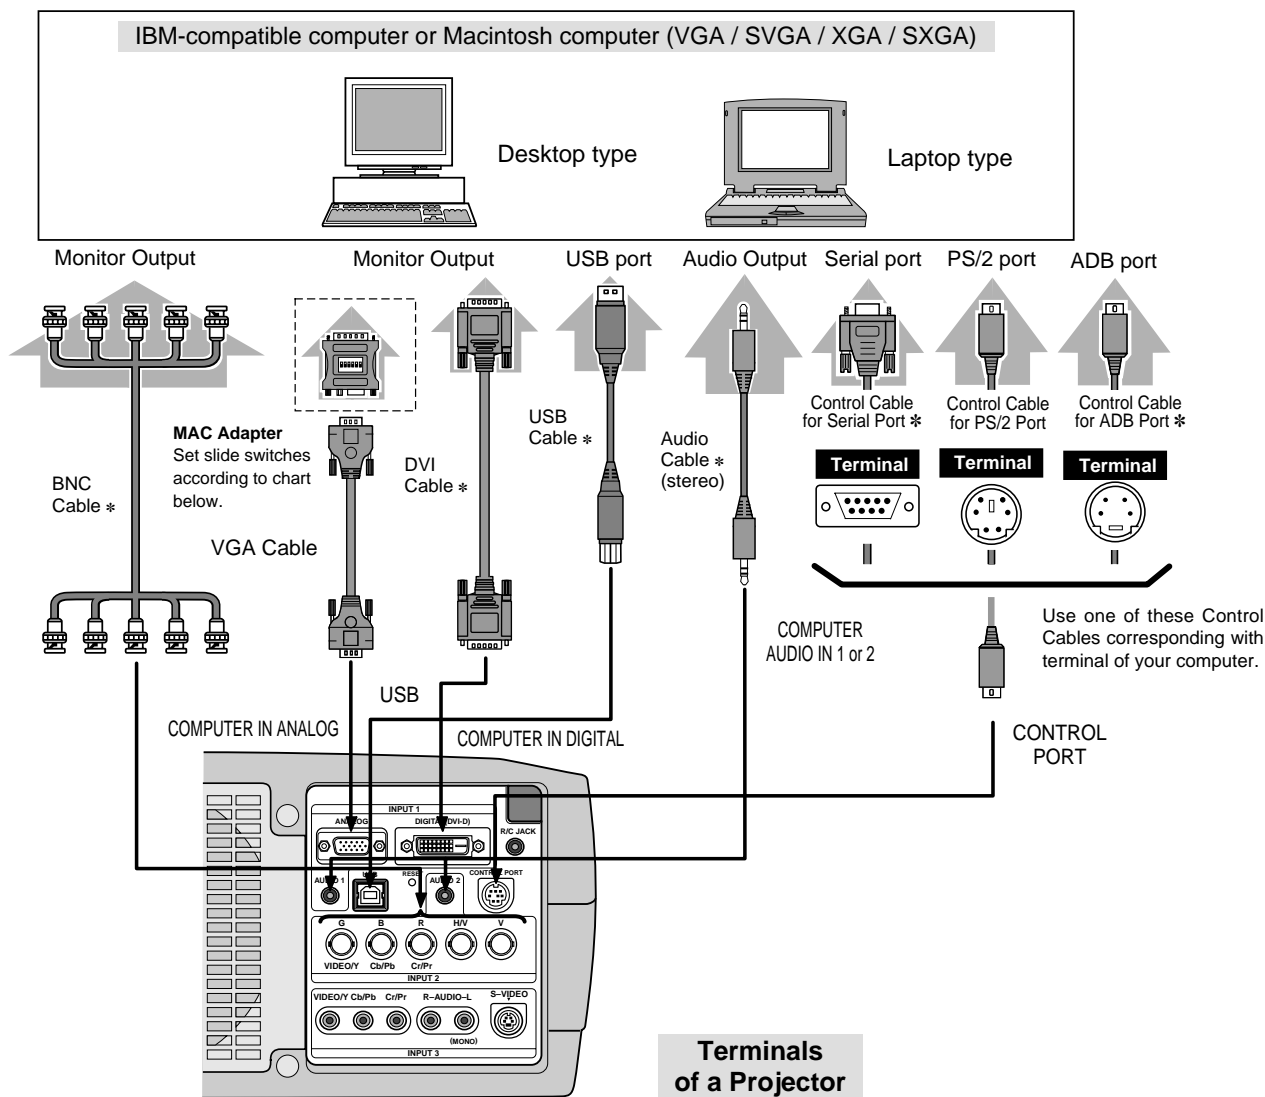 IBM-compatible computer or Macintosh computer (VGA / SVGA / XGA / SXGA)
Desktop type
Laptop type
Monitor Output
Monitor Output
USB port
Audio Output
Serial port
PS/2 port
ADB port
BNC
Cable ✻
MAC Adapter
Set slide switches
according to chart
below.
VGA Cable
DVI
Cable ✻
USB
Cable ✻
Audio
Cable ✻
(stereo)
Control Cable
for Serial Port ✻
Control Cable
for PS/2 Port
Control Cable
for ADB Port ✻
Terminal
Terminal
Terminal
Use one of these Control
Cables corresponding with
terminal of your computer.
COMPUTER
AUDIO IN 1 or 2
USB
COMPUTER IN ANALOG
COMPUTER IN DIGITAL
CONTROL
PORT
INPUT 1
ANALOG
DIGITAL (DVI-D)
R/C JACK
AUDIO 1
USB
RESET
AUDIO 2
CONTROL PORT
G
B
R
H/V
V
VIDEO/Y
Cb/Pb
Cr/Pr
INPUT 2
VIDEO/Y
Cb/Pb
Cr/Pr
R–AUDIO–L
S–VIDEO
(MONO)
INPUT 3
Terminals
of a Projector